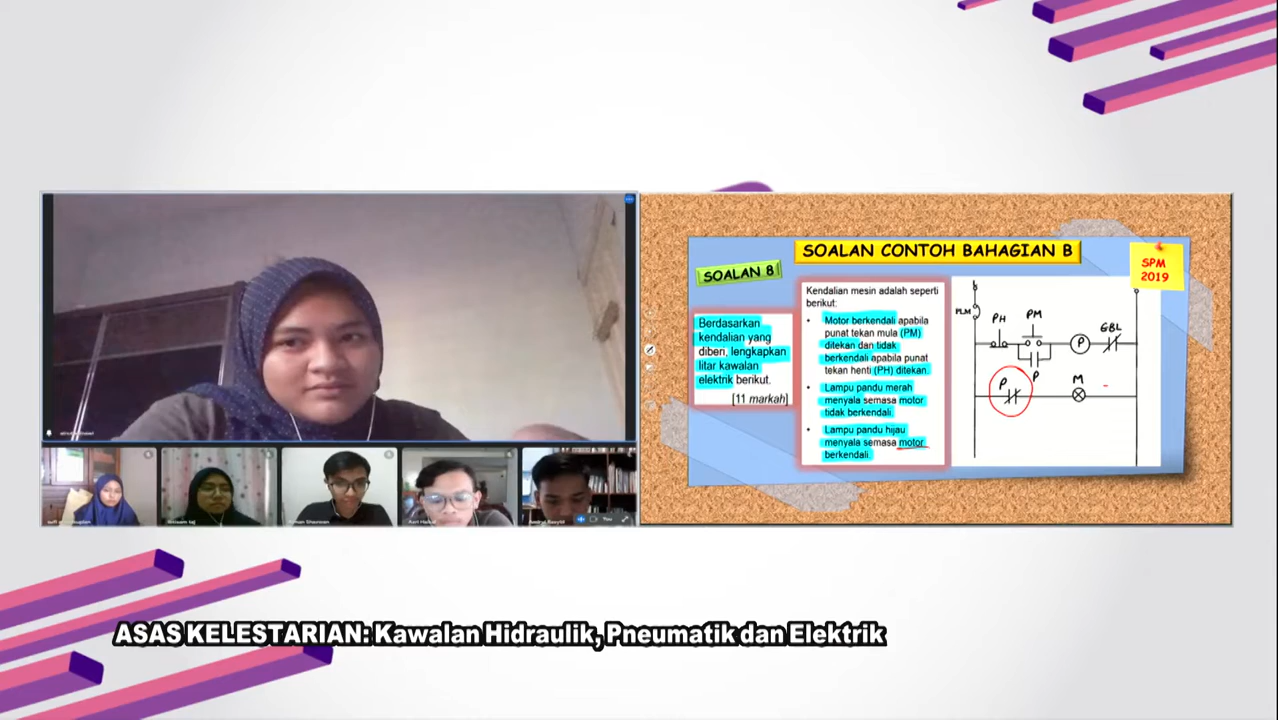 SOALAN CONTOH BAHAGIAN B
SPM
2019
SOALAN 8
Berdasarkan
kendalian yang
diberi, lengkapkan
litar kawalan
elektrik berikut.
[11 markah]
Kendalian mesin adalah seperti
berikut:
• Motor berkendali apabila
punat tekan mula (PM)
ditekan dan tidak
berkendali apabila punat
tekan henti (PH) ditekan.
• Lampu pandu merah
menyala semasa motor
tidak berkendali.
• Lampu pandu hijau
menyala semasa motor
berkendali.
PLM
PH
PM
P
GBL
P
P
M
You
ASAS KELESTARIAN: Kawalan Hidraulik, Pneumatik dan Elektrik